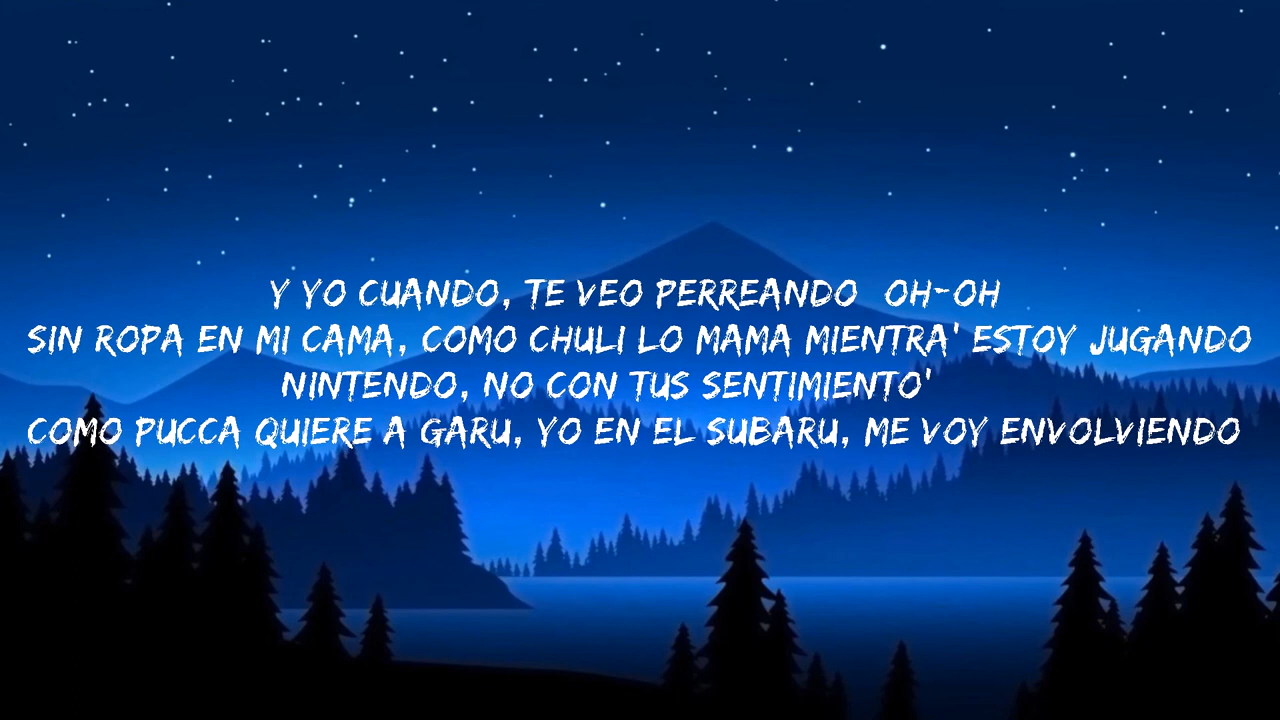 Y YO CUANDO, TE VEO PERREANDO  OH-OH
SIN ROPA EN MI CAMA, COMO CHULI LO MAMA MIENTRA' ESTOY JUGANDO
NINTENDO, NO CON TUS SENTIMIENTO'
COMO PUCCA QUIERE A GARU, YO EN EL SUBARU, ME VOY ENVOLVIENDO